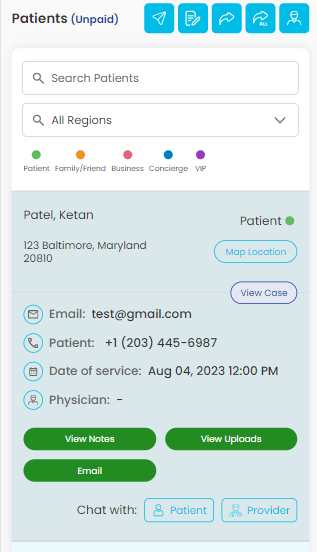 Patients (Unpaid)
ALL
Search Patients
All Regions
Patient Family/Friend Business Concierge VIP
Patel, Ketan
Patient
123 Baltimore, Maryland
20810
Map Location
View Case
Email: test@gmail.com
Patient: +1 (203) 445-6987
Date of service: Aug 04, 2023 12:00 PM
Physician: -
View Notes View Uploads
Email
Chat with: Patient Provider